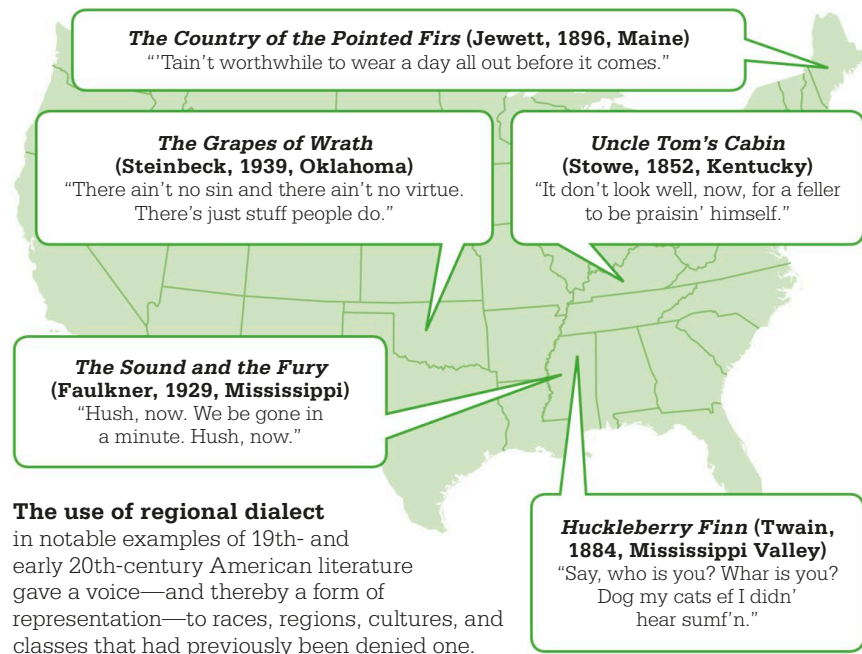 The Country of the Pointed Firs (Jewett, 1896, Maine)
“’Tain’t worthwhile to wear a day all out before it comes.”
The Grapes of Wrath
(Steinbeck, 1939, Oklahoma)
“There ain’t no sin and there ain’t no virtue.
There’s just stuff people do.”
Uncle Tom’s Cabin
(Stowe, 1852, Kentucky)
“It don’t look well, now, for a feller
to be praisin’ himself.”
The Sound and the Fury
(Faulkner, 1929, Mississippi)
“Hush, now. We be gone in
a minute. Hush, now.”
The use of regional dialect
in notable examples of 19th- and
early 20th-century American literature
gave a voice—and thereby a form of
representation—to races, regions, cultures, and
classes that had previously been denied one.
Huckleberry Finn (Twain,
1884, Mississippi Valley)
“Say, who is you? Whar is you?
Dog my cats ef I didn’
hear sumf’n.”